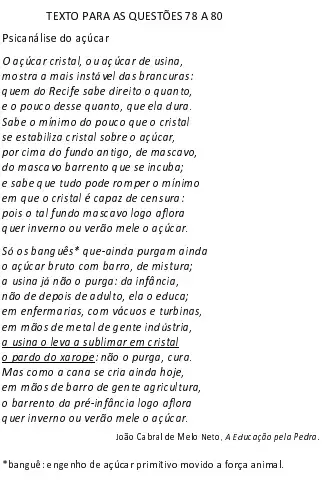 TEXTO PARA AS QUESTÕES 78 A 80
Psicanálise do açúcar
O açúcar cristal, ou açúcar de usina,
mostra a mais instável das brancuras:
quem do Recife sabe direito o quanto,
e o pouco desse quanto, que ela dura.
Sabe o mínimo do pouco que o cristal
se estabiliza cristal sobre o açúcar,
por cima do fundo antigo, de mascavo,
do mascavo barrento que se incuba;
e sabe que tudo pode romper o mínimo
em que o cristal é capaz de censura:
pois o tal fundo mascavo logo aflora
quer inverno ou verão mele o açúcar.
Só os banguês* que-ainda purgam ainda
o açúcar bruto com barro, de mistura;
a usina já não o purga: da infância,
não de depois de adulto, ela o educa;
em enfermarias, com vácuos e turbinas,
em mãos de metal de gente indústria,
a usina o leva a sublimar em cristal
o pardo do xarope: não o purga, cura.
Mas como a cana se cria ainda hoje,
em mãos de barro de gente agricultura,
o barrento da pré-infância logo aflora
quer inverno ou verão mele o açúcar.
João Cabral de Melo Neto, A Educação pela Pedra.
*banguê: engenho de açúcar primitivo movido a força animal.